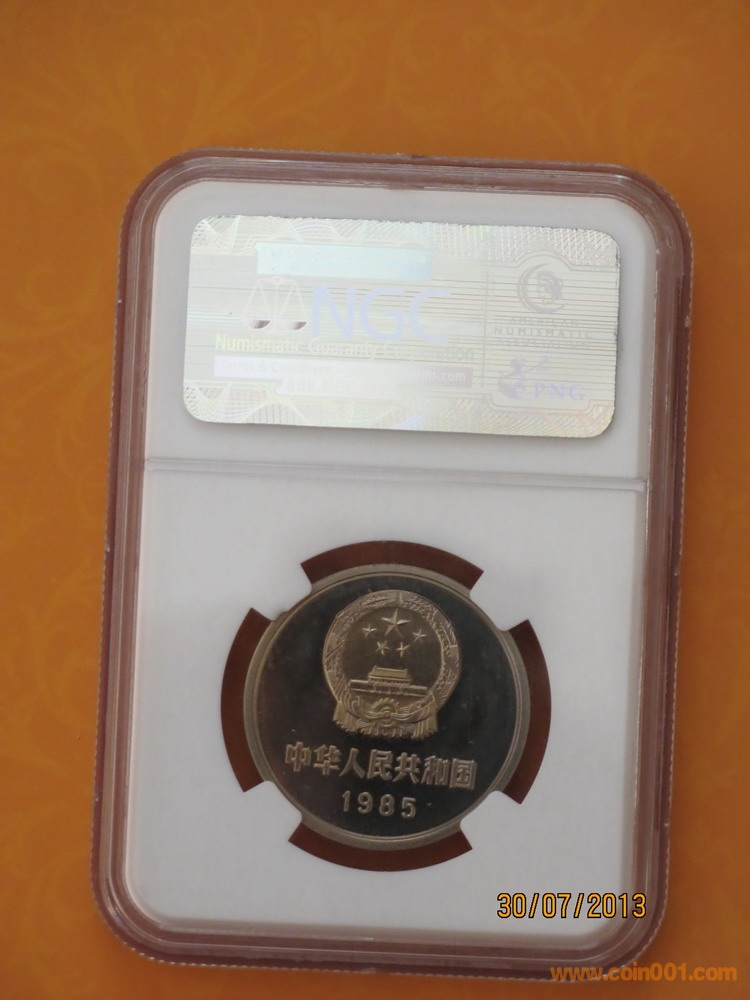 NGC
Numismatic Guaranty Corporation
NUMISMATIC
PNG
中华人民共和国
1985
30/07/2013
www.coin001.com